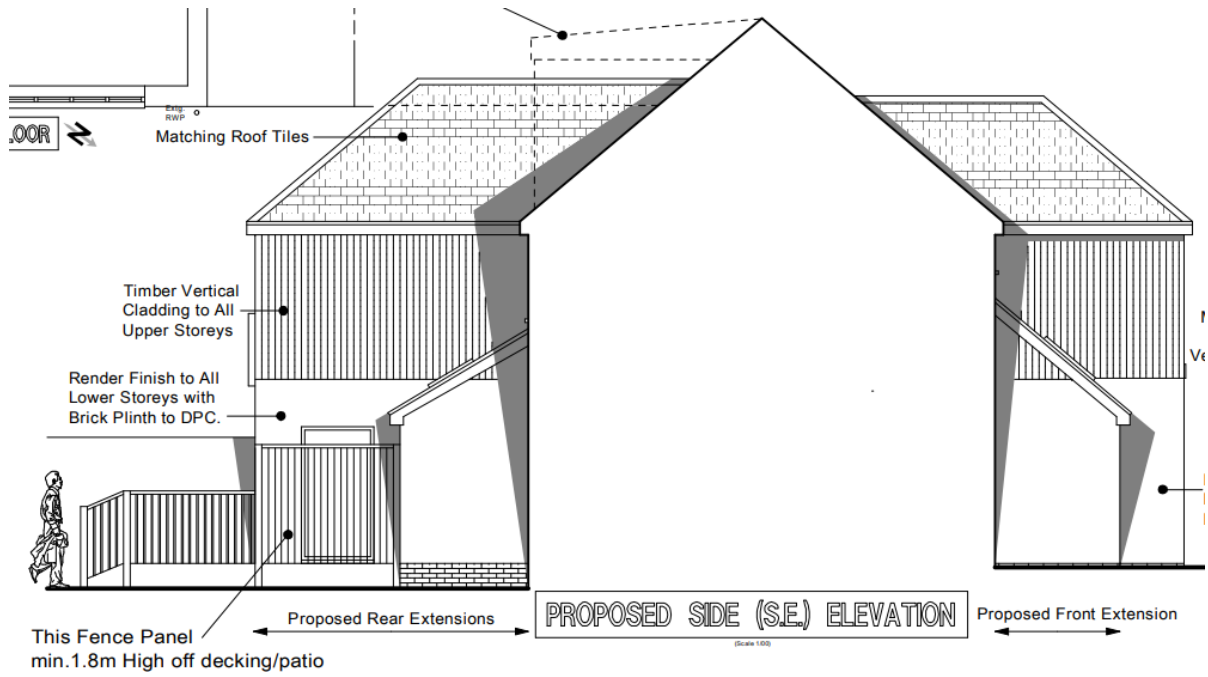 Extg.
RWP
LOOR
Matching Roof Tiles
Timber Vertical
Cladding to All
Upper Storeys
Render Finish to All
Lower Storeys with
Brick Plinth to DPC.
Proposed Rear Extensions
PROPOSED SIDE (S.E.) ELEVATION
(Scale 1:100)
Proposed Front Extension
This Fence Panel
min.1.8m High off decking/patio